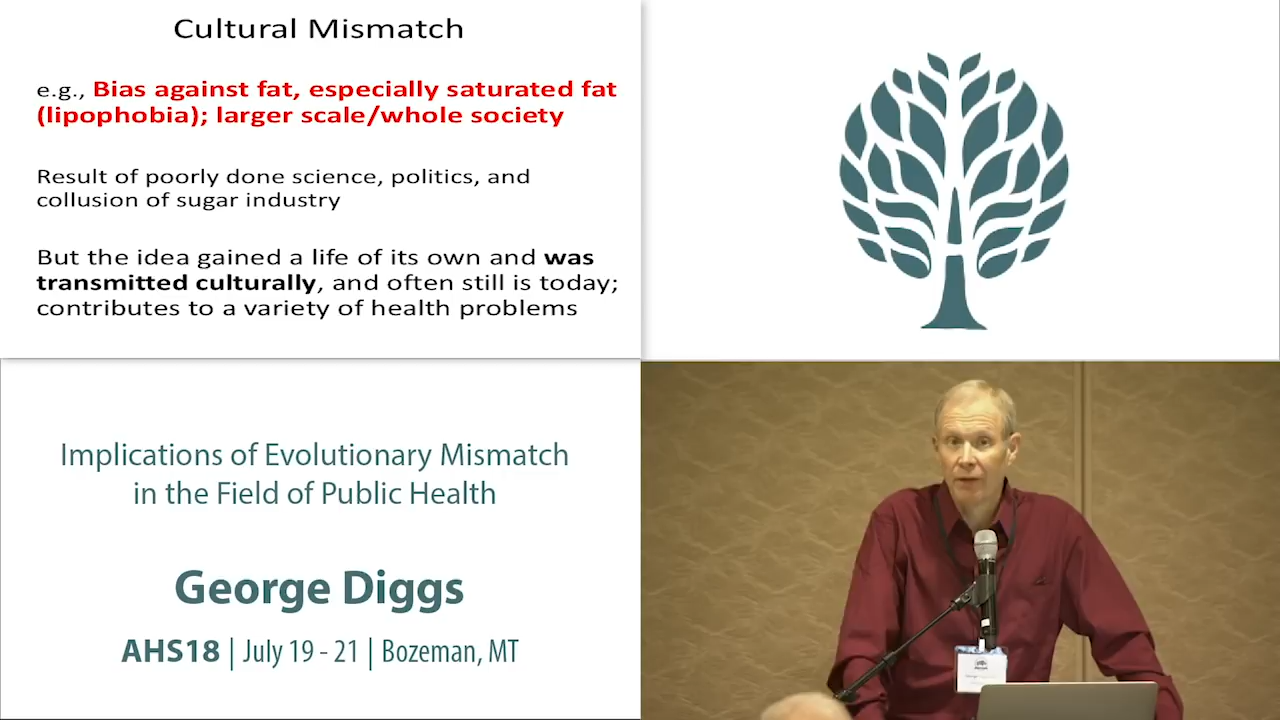 Cultural Mismatch
e.g., Bias against fat, especially saturated fat
(lipophobia); larger scale/whole society
Result of poorly done science, politics, and
collusion of sugar industry
But the idea gained a life of its own and was
transmitted culturally, and often still is today;
contributes to a variety of health problems
Implications of Evolutionary Mismatch
in the Field of Public Health
George Diggs
AHS18 | July 19 - 21 | Bozeman, MT